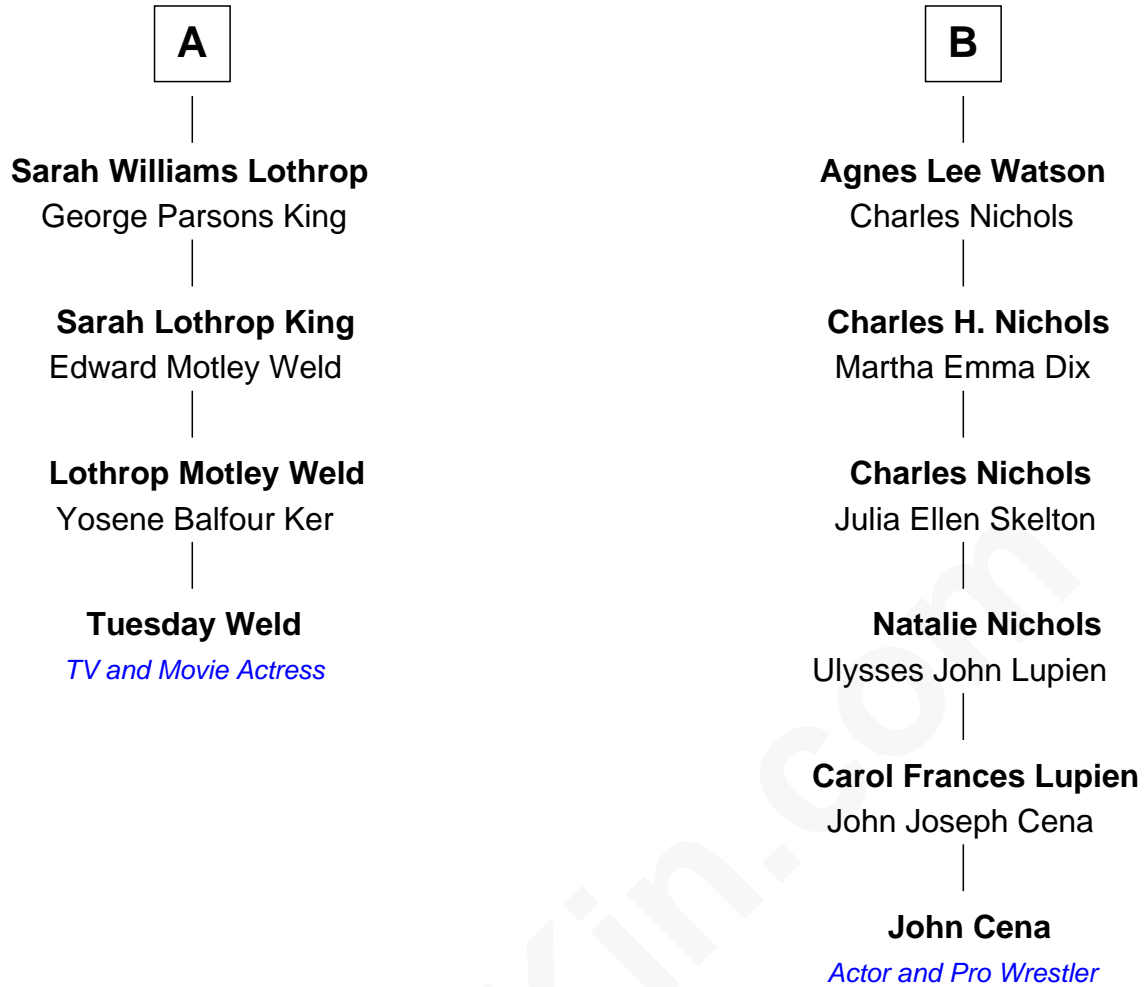 A
Sarah Williams Lothrop
George Parsons King
Sarah Lothrop King
Edward Motley Weld
Lothrop Motley Weld
Yosene Balfour Ker
Tuesday Weld
TV and Movie Actress
B
Agnes Lee Watson
Charles Nichols
Charles H. Nichols
Martha Emma Dix
Charles Nichols
Julia Ellen Skelton
Natalie Nichols
Ulysses John Lupien
Carol Frances Lupien
John Joseph Cena
John Cena
Actor and Pro Wrestler
Kin.com